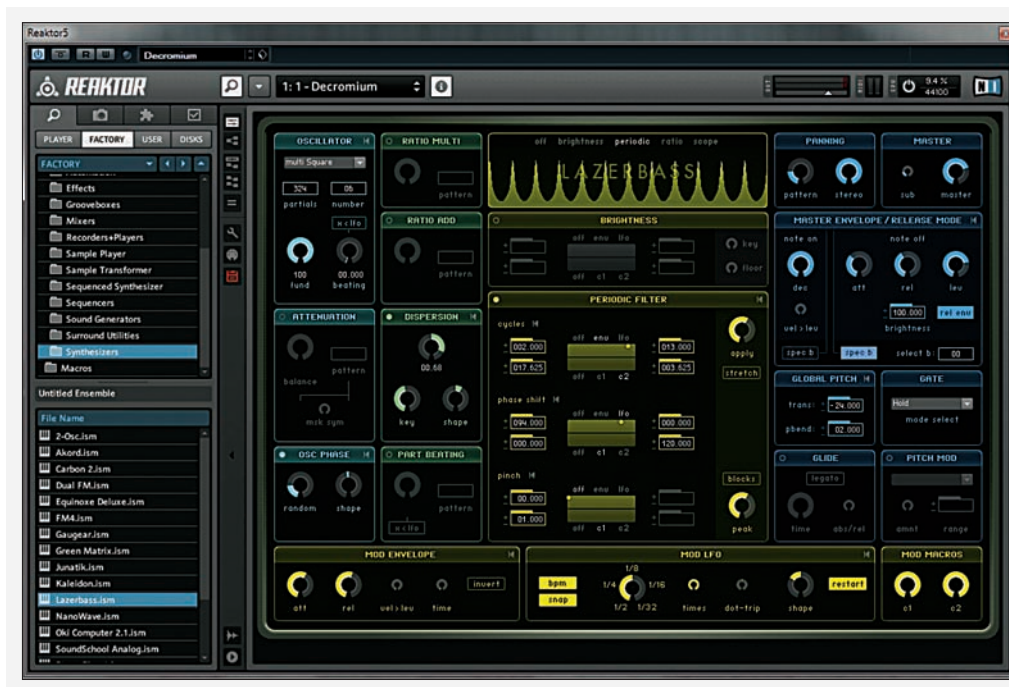 Reaktor5
R
Decromium
REAKTOR
1: 1 - Decromium
9.4 %
44100
PLAYER FACTORY USER DISKS
FACTORY
Effects
Grooveboxes
Mixers
Recorders+Players
Sample Player
Sample Transformer
Sequenced Synthesizer
Sequencers
Sound Generators
Surround Utilities
Synthesizers
Macros
Untitled Ensemble
File Name
2-Osc.ism
Akord.ism
Carbon 2.ism
Dual FM.ism
Equinoxe Deluxe.ism
FM4.ism
Gaugear.ism
Green Matrix.ism
Junatik.ism
Kaleidon.ism
Lazerbass.ism
NanoWave.ism
Oki Computer 2.1.ism
SoundSchool Analog.ism
OSCILLATOR
multi Square
324 06
partials number
x<lfo
100 00.000
fund beating
RATIO MULTI
pattern
RATIO ADD
pattern
off brightness periodic ratio scope
LAZERBASS
BRIGHTNESS
off env lfo
off c1 c2
key
floor
PANNING
pattern stereo
MASTER
sub master
MASTER ENVELOPE / RELEASE MODE
note on note off
dec att rel lev
100.000 rel env
vel > lev brightness
spec b spec b select b: 00
ATTENUATION
pattern
balance
msk sym
DISPERSION
00.68
key shape
PERIODIC FILTER
cycles off env lfo
002.000 013.000
017.625 003.625
off c1 c2
apply
stretch
phase shift off env lfo
094.000 000.000
000.000 120.000
off c1 c2
pinch off env lfo
00.000
01.000
off c1 c2
blocks
peak
GLOBAL PITCH
trans: -24.000
pbend: 02.000
GATE
Hold
mode select
OSC PHASE
random shape
PART BEATING
pattern
x<lfo
GLIDE
legato
time abs/rel
PITCH MOD
amnt range
MOD ENVELOPE
att rel vel > lev time invert
MOD LFO
bpm
snap
1/8
1/4 1/16
1/2 1/32
times dot-trip shape restart
MOD MACROS
c1 c2